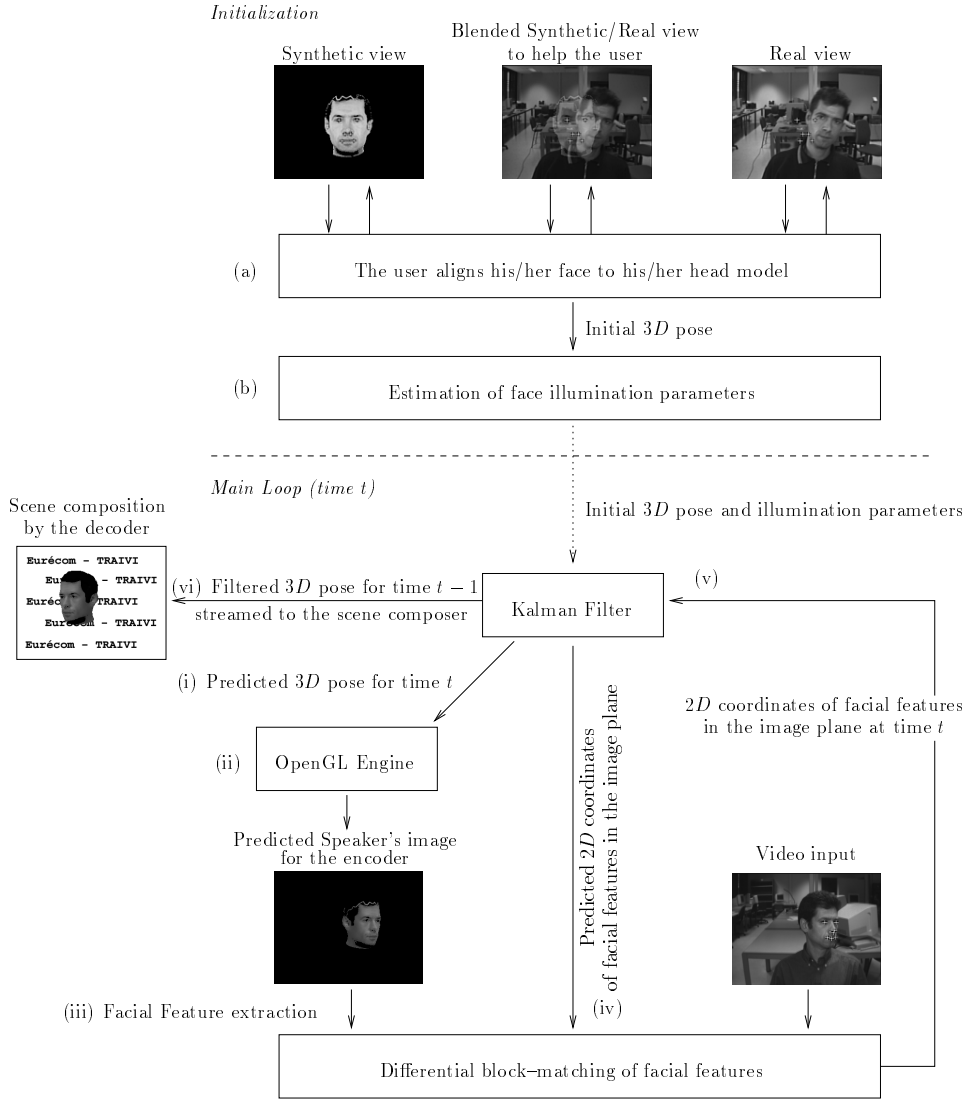 Initialization
Blended Synthetic/Real view
to help the user
Synthetic view
Real view
(a)
The user aligns his/her face to his/her head model
Initial 3D pose
(b)
Estimation of face illumination parameters
Main Loop (time t)
Initial 3D pose and illumination parameters
Scene composition
by the decoder
Eurécom - TRAIVI
Eur - TRAIVI
Euréc TRAIVI
Eurécom - TRAIVI
Eurécom - TRAIVI
(vi) Filtered 3D pose for time t − 1
streamed to the scene composer
Kalman Filter
(v)
(i) Predicted 3D pose for time t
2D coordinates of facial features
in the image plane at time t
(ii)
OpenGL Engine
Predicted 2D coordinates
of facial features in the image plane
Predicted Speaker's image
for the encoder
Video input
(iii) Facial Feature extraction
(iv)
Differential block–matching of facial features